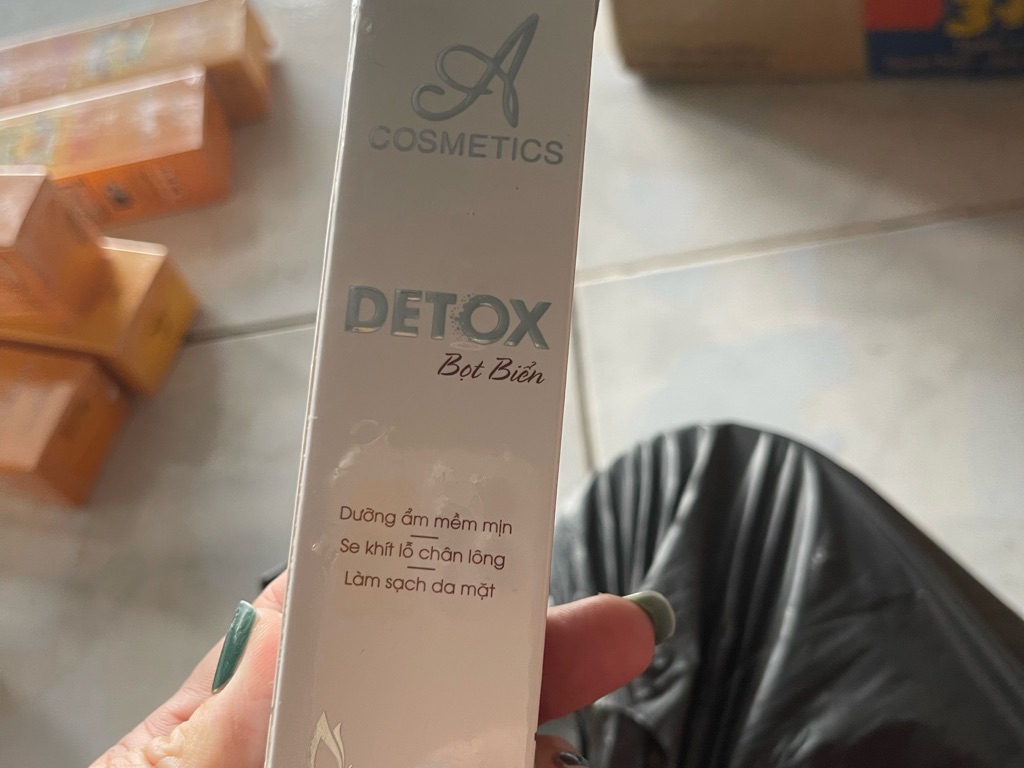 A
COSMETICS
DETOX
Bọt Biển
Dưỡng ẩm mềm mịn
Se khít lỗ chân lông
Làm sạch da mặt